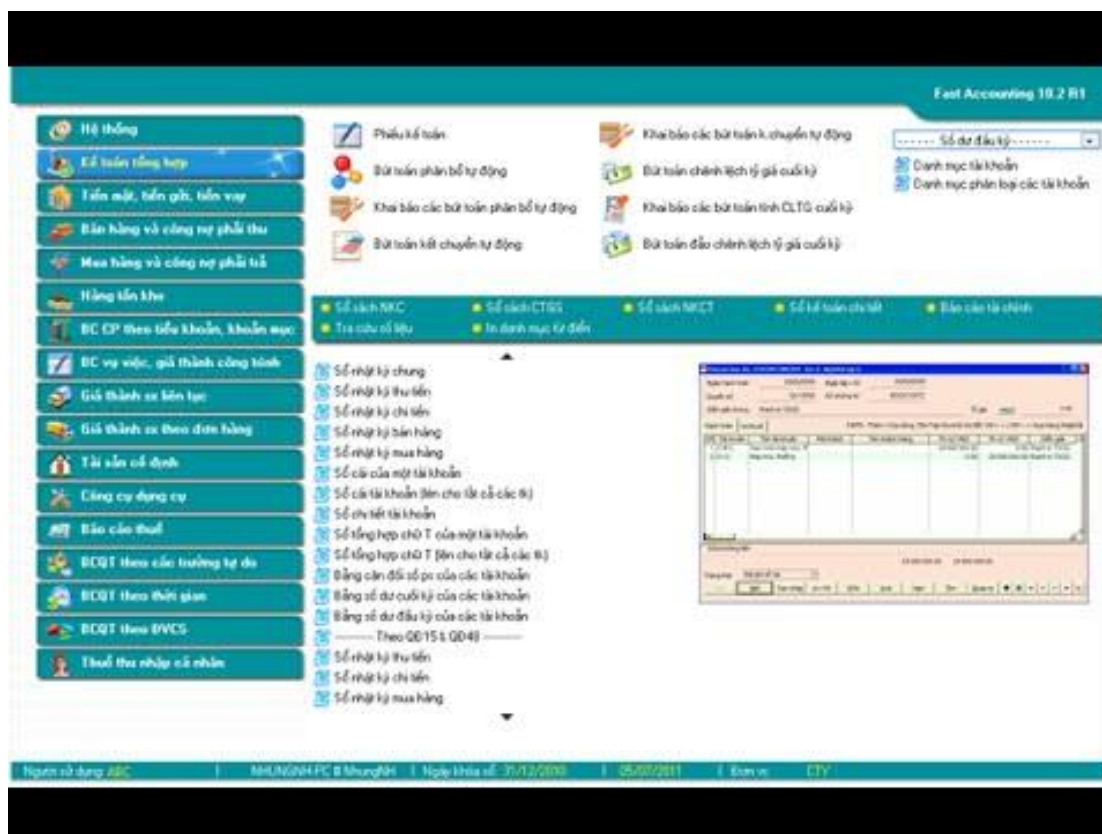 Fast Accounting 10.2 R1
Hệ thống
Kế toán tổng hợp
Tiền mặt, tiền gửi, tiền vay
Bán hàng và công nợ phải thu
Mua hàng và công nợ phải trả
Hàng tồn kho
BC CP theo tiểu khoản, khoản mục
BC vụ việc, giá thành công trình
Giá thành sx liên tục
Giá thành sx theo đơn hàng
Tài sản cố định
Công cụ dụng cụ
Báo cáo thuế
BCQT theo các trường tự do
BCQT theo thời gian
BCQT theo ĐVCS
Thuế thu nhập cá nhân
Phiếu kế toán
Bút toán phân bổ tự động
Khai báo các bút toán phân bổ tự động
Bút toán kết chuyển tự động
Khai báo các bút toán k.chuyển tự động
Bút toán chênh lệch tỷ giá cuối kỳ
Khai báo các bút toán tính CLTG cuối kỳ
Bút toán đảo chênh lệch tỷ giá cuối kỳ
------ Số dư đầu kỳ ------
Danh mục tài khoản
Danh mục phân loại các tài khoản
Sổ sách NKC
Sổ sách CTGS
Sổ sách NKCT
Sổ kế toán chi tiết
Báo cáo tài chính
Tra cứu số liệu
In danh mục từ điển
Sổ nhật ký chung
Sổ nhật ký thu tiền
Sổ nhật ký chi tiền
Sổ nhật ký bán hàng
Sổ nhật ký mua hàng
Sổ cái của một tài khoản
Sổ cái tài khoản (lên cho tất cả các tk)
Sổ chi tiết tài khoản
Sổ tổng hợp chữ T của một tài khoản
Sổ tổng hợp chữ T (lên cho tất cả các tk)
Bảng cân đối số ps của các tài khoản
Bảng số dư cuối kỳ của các tài khoản
Bảng số dư đầu kỳ của các tài khoản
-------- Theo QĐ15 & QĐ48 --------
Sổ nhật ký thu tiền
Sổ nhật ký chi tiền
Sổ nhật ký mua hàng
Người sử dụng: ABC | NHUNGNH-PC # NhungNH | Ngày khóa sổ: 31/12/2010 | 05/07/2011 | Đơn vị: CTY